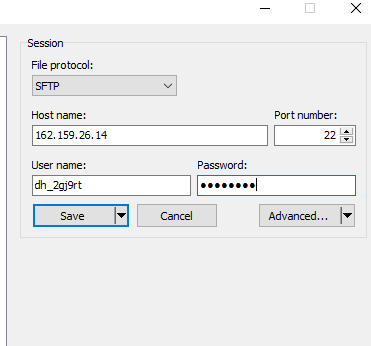 Session
File protocol:
SFTP
Host name: Port number:
162.159.26.14 22
User name: Password:
dh_2gj9rt ••••••••
Save Cancel Advanced...